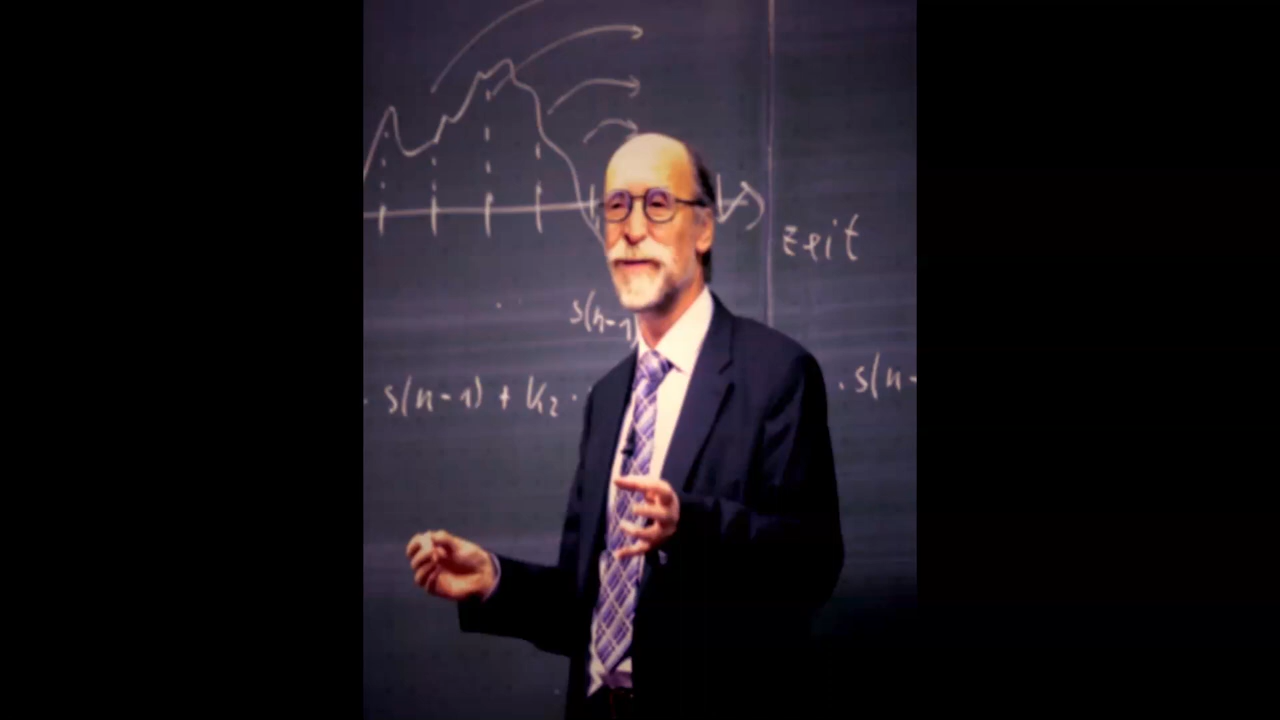 Zeit
s(n-1)
· s(n-1) + k₂ · · s(n-